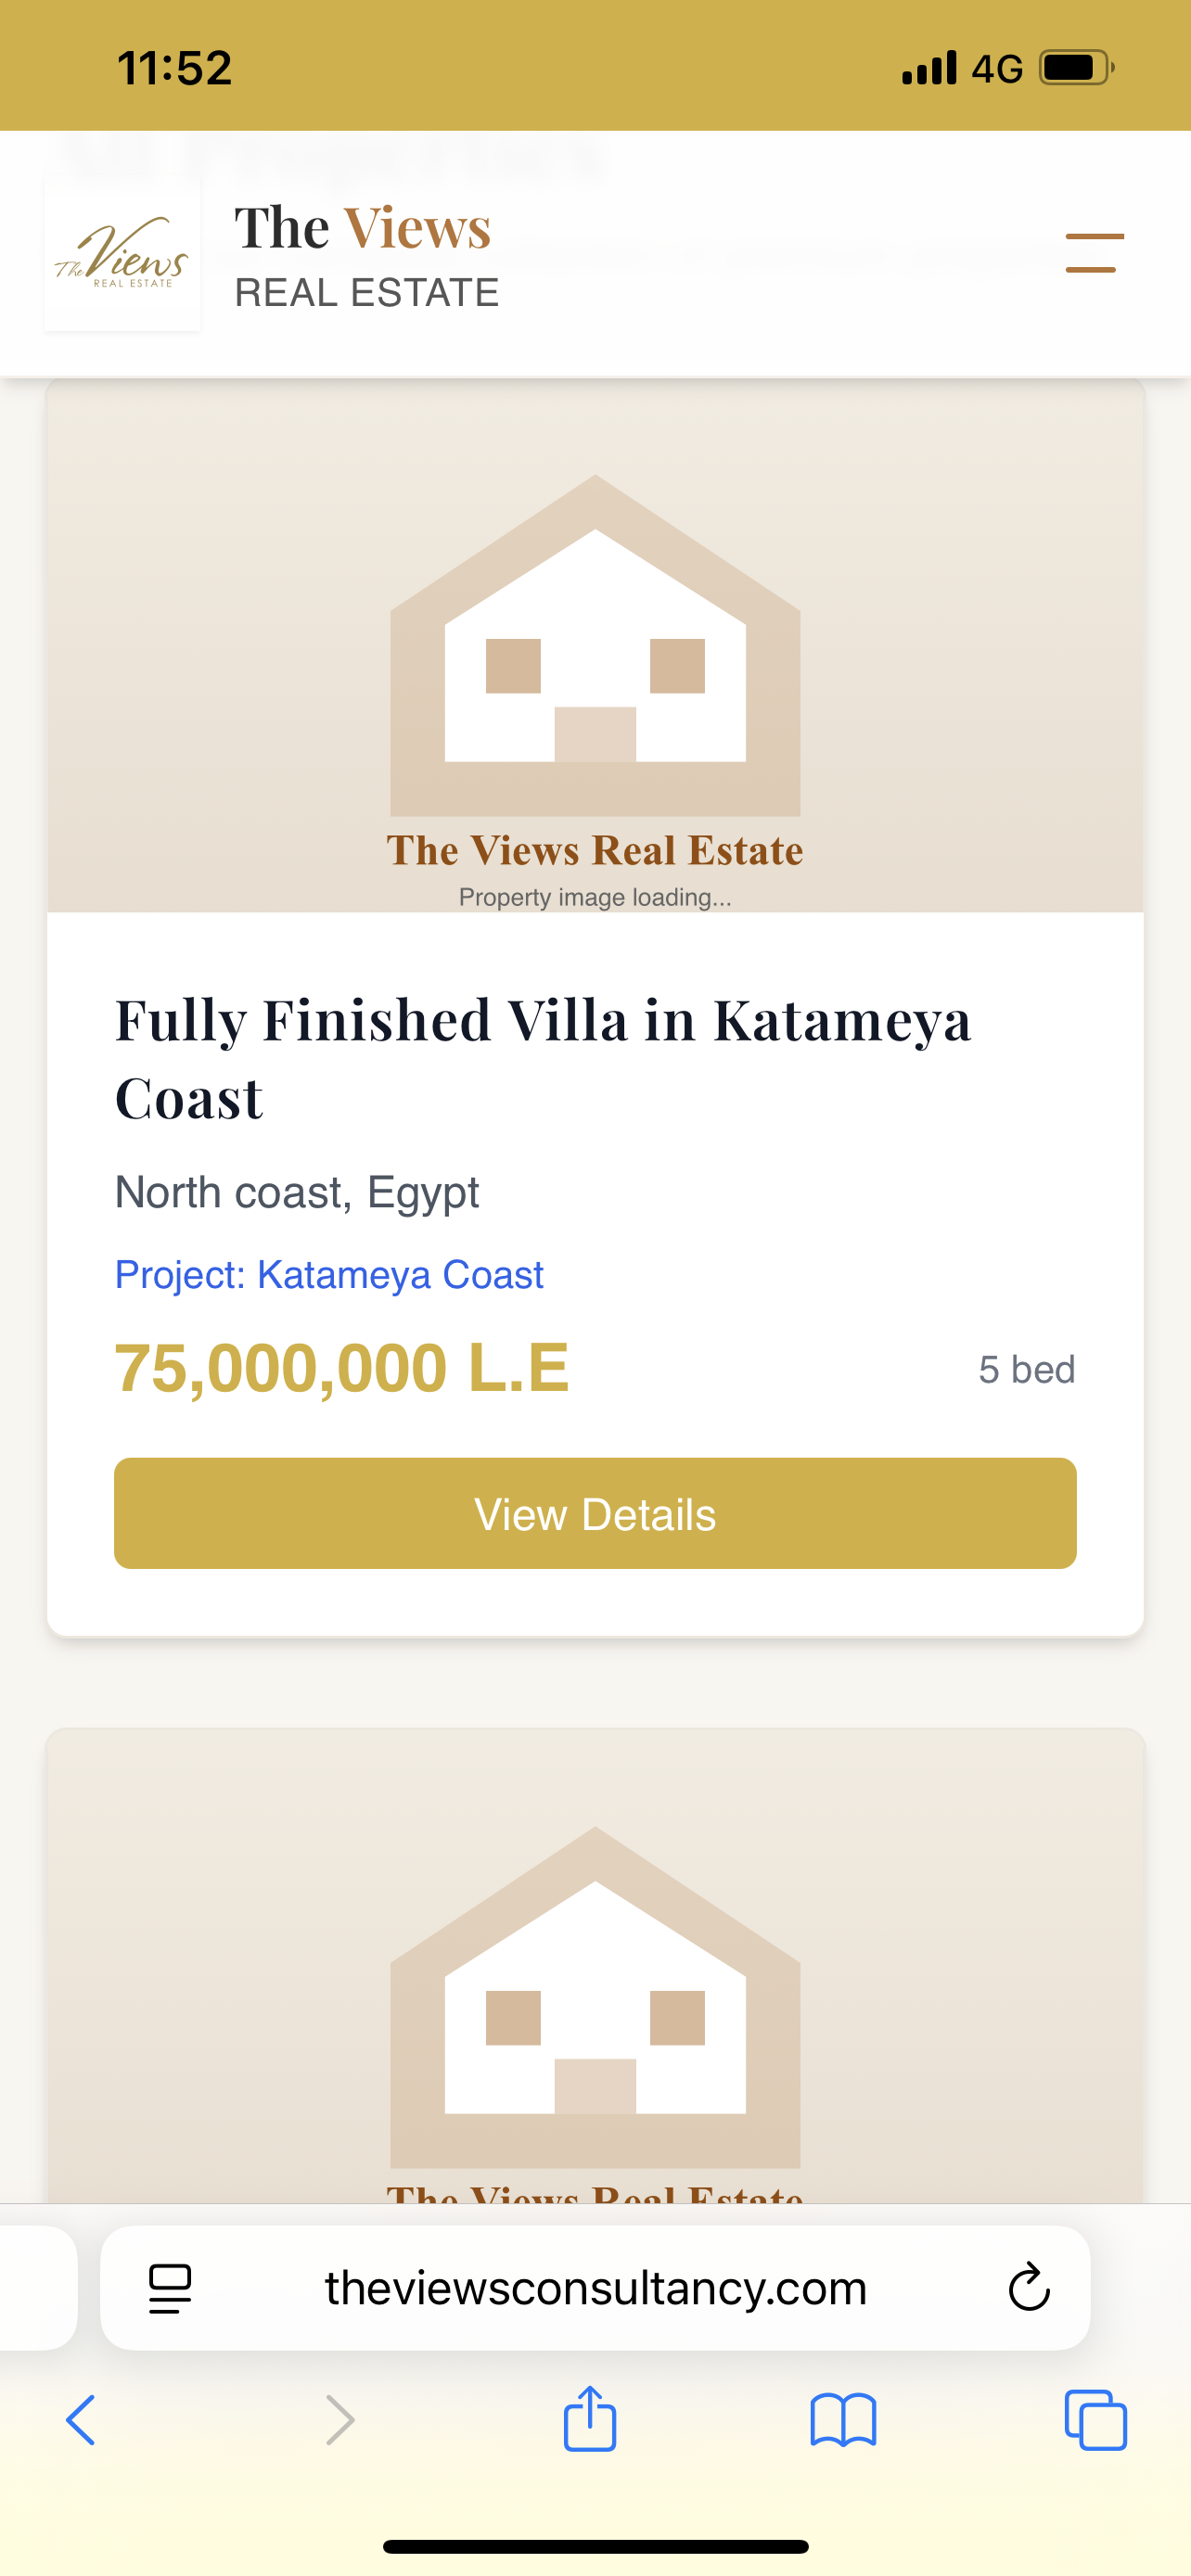 11:52
4G
All Properties
The Views
REAL ESTATE
The Views
REAL ESTATE
The Views Real Estate
Property image loading...
Fully Finished Villa in Katameya
Coast
North coast, Egypt
Project: Katameya Coast
75,000,000 L.E
5 bed
View Details
The Views Real Estate
theviewsconsultancy.com